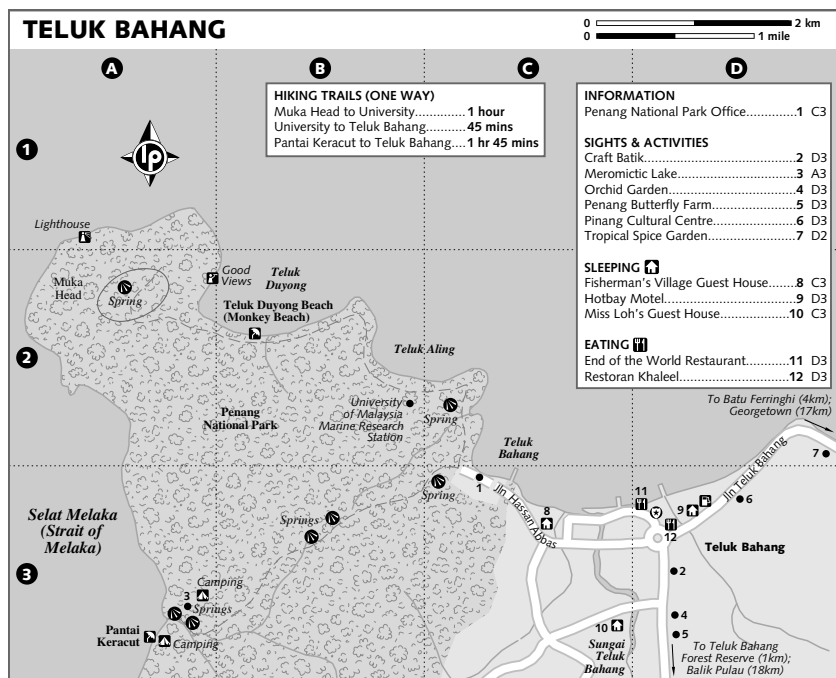 TELUK BAHANG
0 2 km
0 1 mile
A B C D
HIKING TRAILS (ONE WAY)
Muka Head to University..............1 hour
University to Teluk Bahang..........45 mins
Pantai Keracut to Teluk Bahang....1 hr 45 mins
INFORMATION
Penang National Park Office..............1 C3
SIGHTS & ACTIVITIES
Craft Batik..............2 D3
Meromictic Lake..............3 A3
Orchid Garden..............4 D3
Penang Butterfly Farm..............5 D3
Pinang Cultural Centre..............6 D3
Tropical Spice Garden..............7 D2
SLEEPING
Fisherman's Village Guest House........8 C3
Hotbay Motel..............9 D3
Miss Loh's Guest House..............10 C3
EATING
End of the World Restaurant..............11 D3
Restoran Khaleel..............12 D3
1
lp
Lighthouse
Muka
Head
Spring
Good
Views
Teluk
Duyong
Teluk Duyong Beach
(Monkey Beach)
2
Teluk Aling
University
of Malaysia
Marine Research
Station
Spring
Penang
National Park
To Batu Ferringhi (4km);
Georgetown (17km)
7
Teluk
Bahang
Jln Teluk Bahang
Spring
1
Jln Hassan Abbas
8
11
9
6
12
Teluk Bahang
Springs
Selat Melaka
(Strait of
Melaka)
3
Camping
3
Springs
Pantai
Keracut
Camping
2
4
5
10
Sungai
Teluk
Bahang
To Teluk Bahang
Forest Reserve (1km);
Balik Pulau (18km)